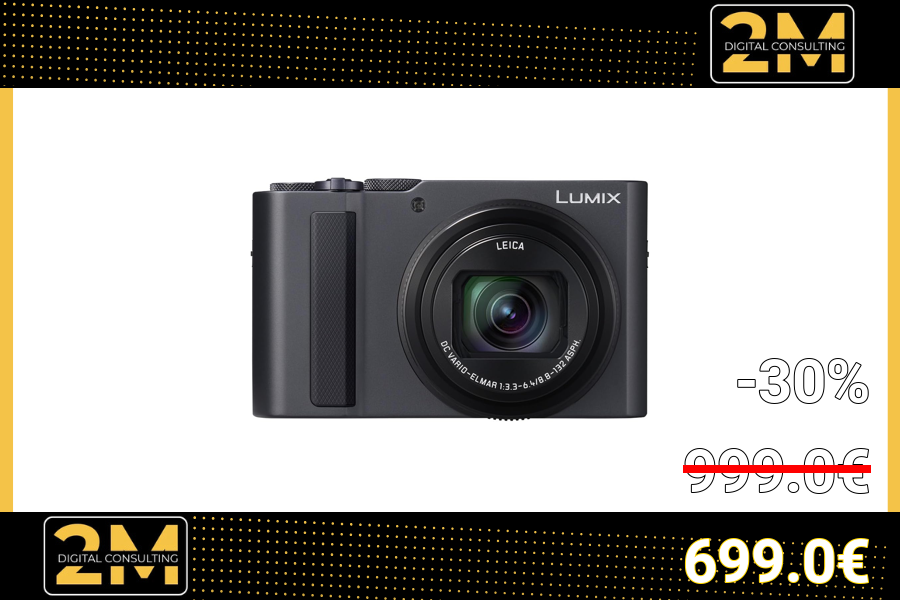 2M
DIGITAL CONSULTING
LUMIX
LEICA
DC VARIO-ELMAR 1:3.3-6.4/8.8-132 ASPH.
-30%
999.0€
2M
DIGITAL CONSULTING
699.0€